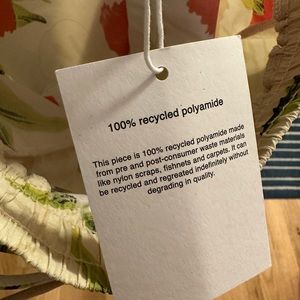 100% recycled polyamide
This piece is 100% recycled polyamide made
from pre and post-consumer waste materials
like nylon scraps, fishnets and carpets. It can
be recycled and regreated indefinitely without
degrading in quality.